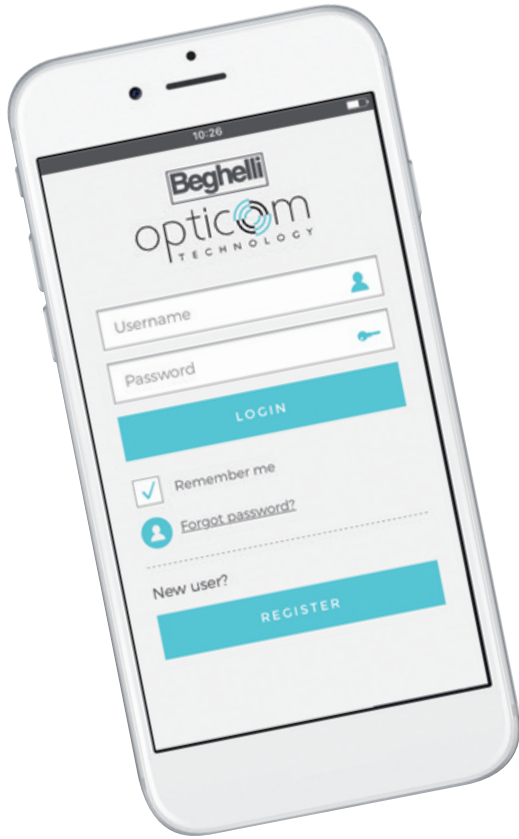 10:26
Beghelli
opticom
TECHNOLOGY
Username
Password
LOGIN
Remember me
Forgot password?
New user?
REGISTER